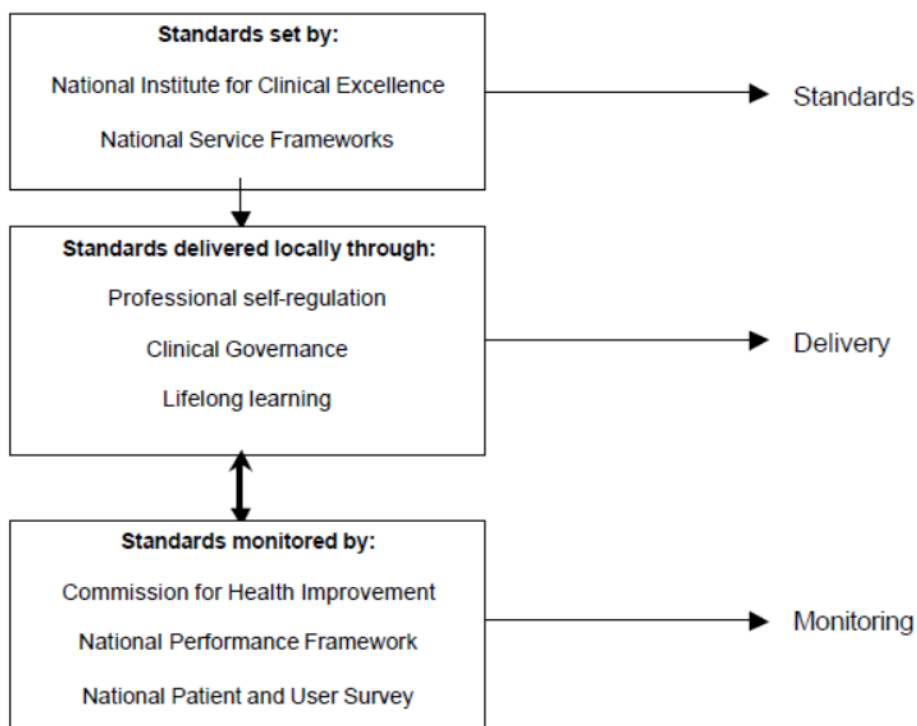 Standards set by:
National Institute for Clinical Excellence
National Service Frameworks
Standards
Standards delivered locally through:
Professional self-regulation
Clinical Governance
Lifelong learning
Delivery
Standards monitored by:
Commission for Health Improvement
National Performance Framework
National Patient and User Survey
Monitoring